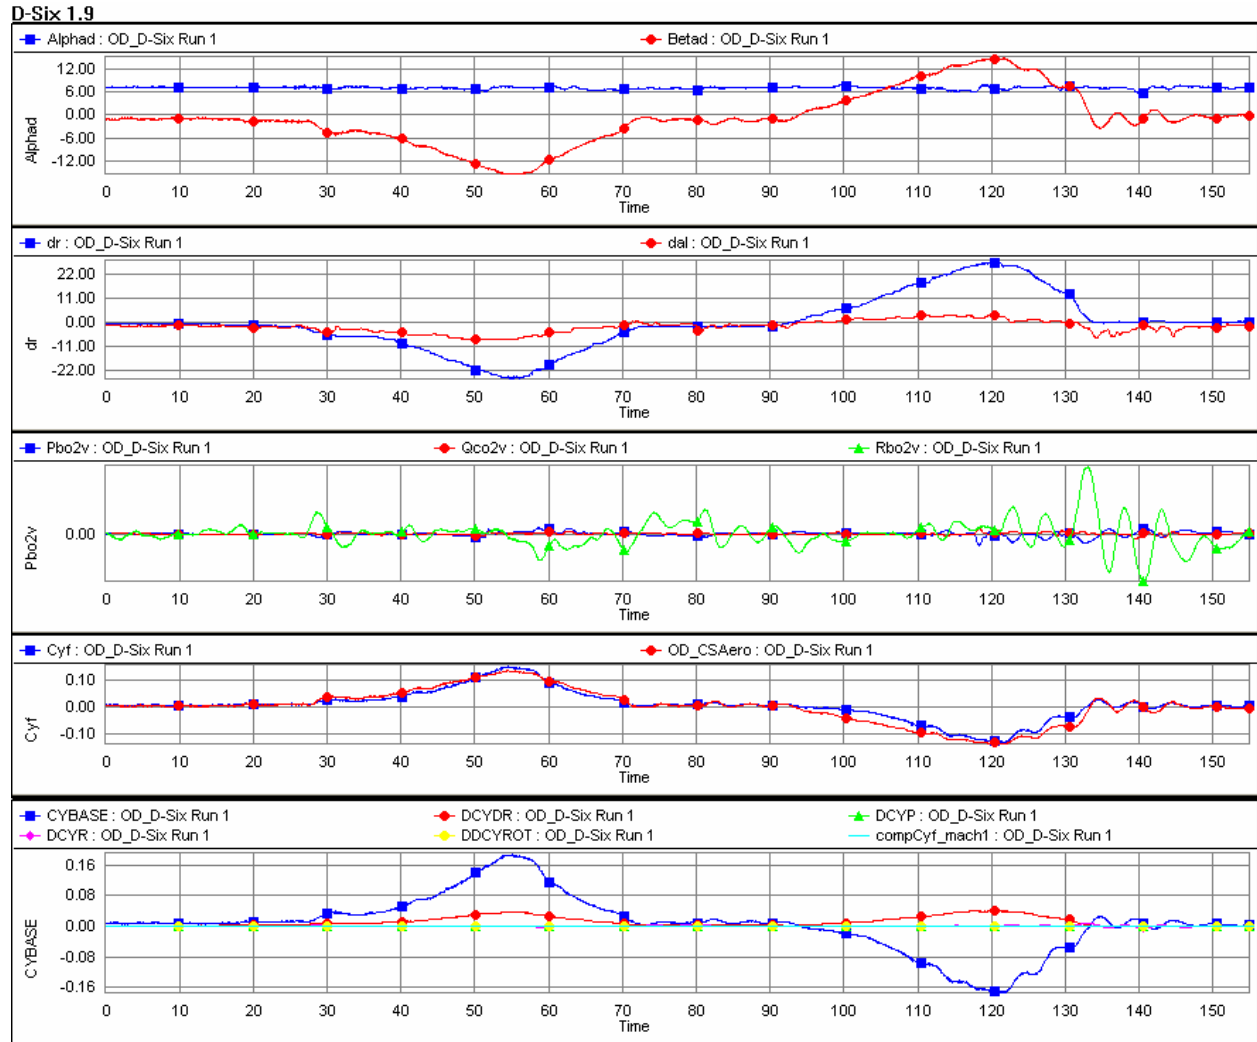 D-Six 1.9
Alphad : OD_D-Six Run 1 Betad : OD_D-Six Run 1
12.00
6.00
0.00
-6.00
-12.00
Alphad
0 10 20 30 40 50 60 70 80 90 100 110 120 130 140 150
Time
dr : OD_D-Six Run 1 dal : OD_D-Six Run 1
22.00
11.00
0.00
-11.00
-22.00
dr
0 10 20 30 40 50 60 70 80 90 100 110 120 130 140 150
Time
Pbo2v : OD_D-Six Run 1 Qco2v : OD_D-Six Run 1 Rbo2v : OD_D-Six Run 1
0.00
Pbo2v
0 10 20 30 40 50 60 70 80 90 100 110 120 130 140 150
Time
Cyf : OD_D-Six Run 1 OD_CSAero : OD_D-Six Run 1
0.10
0.00
-0.10
Cyf
0 10 20 30 40 50 60 70 80 90 100 110 120 130 140 150
Time
CYBASE : OD_D-Six Run 1 DCYDR : OD_D-Six Run 1 DCYP : OD_D-Six Run 1
DCYR : OD_D-Six Run 1 DDCYROT : OD_D-Six Run 1 compCyf_mach1 : OD_D-Six Run 1
0.16
0.08
0.00
-0.08
-0.16
CYBASE
0 10 20 30 40 50 60 70 80 90 100 110 120 130 140 150
Time